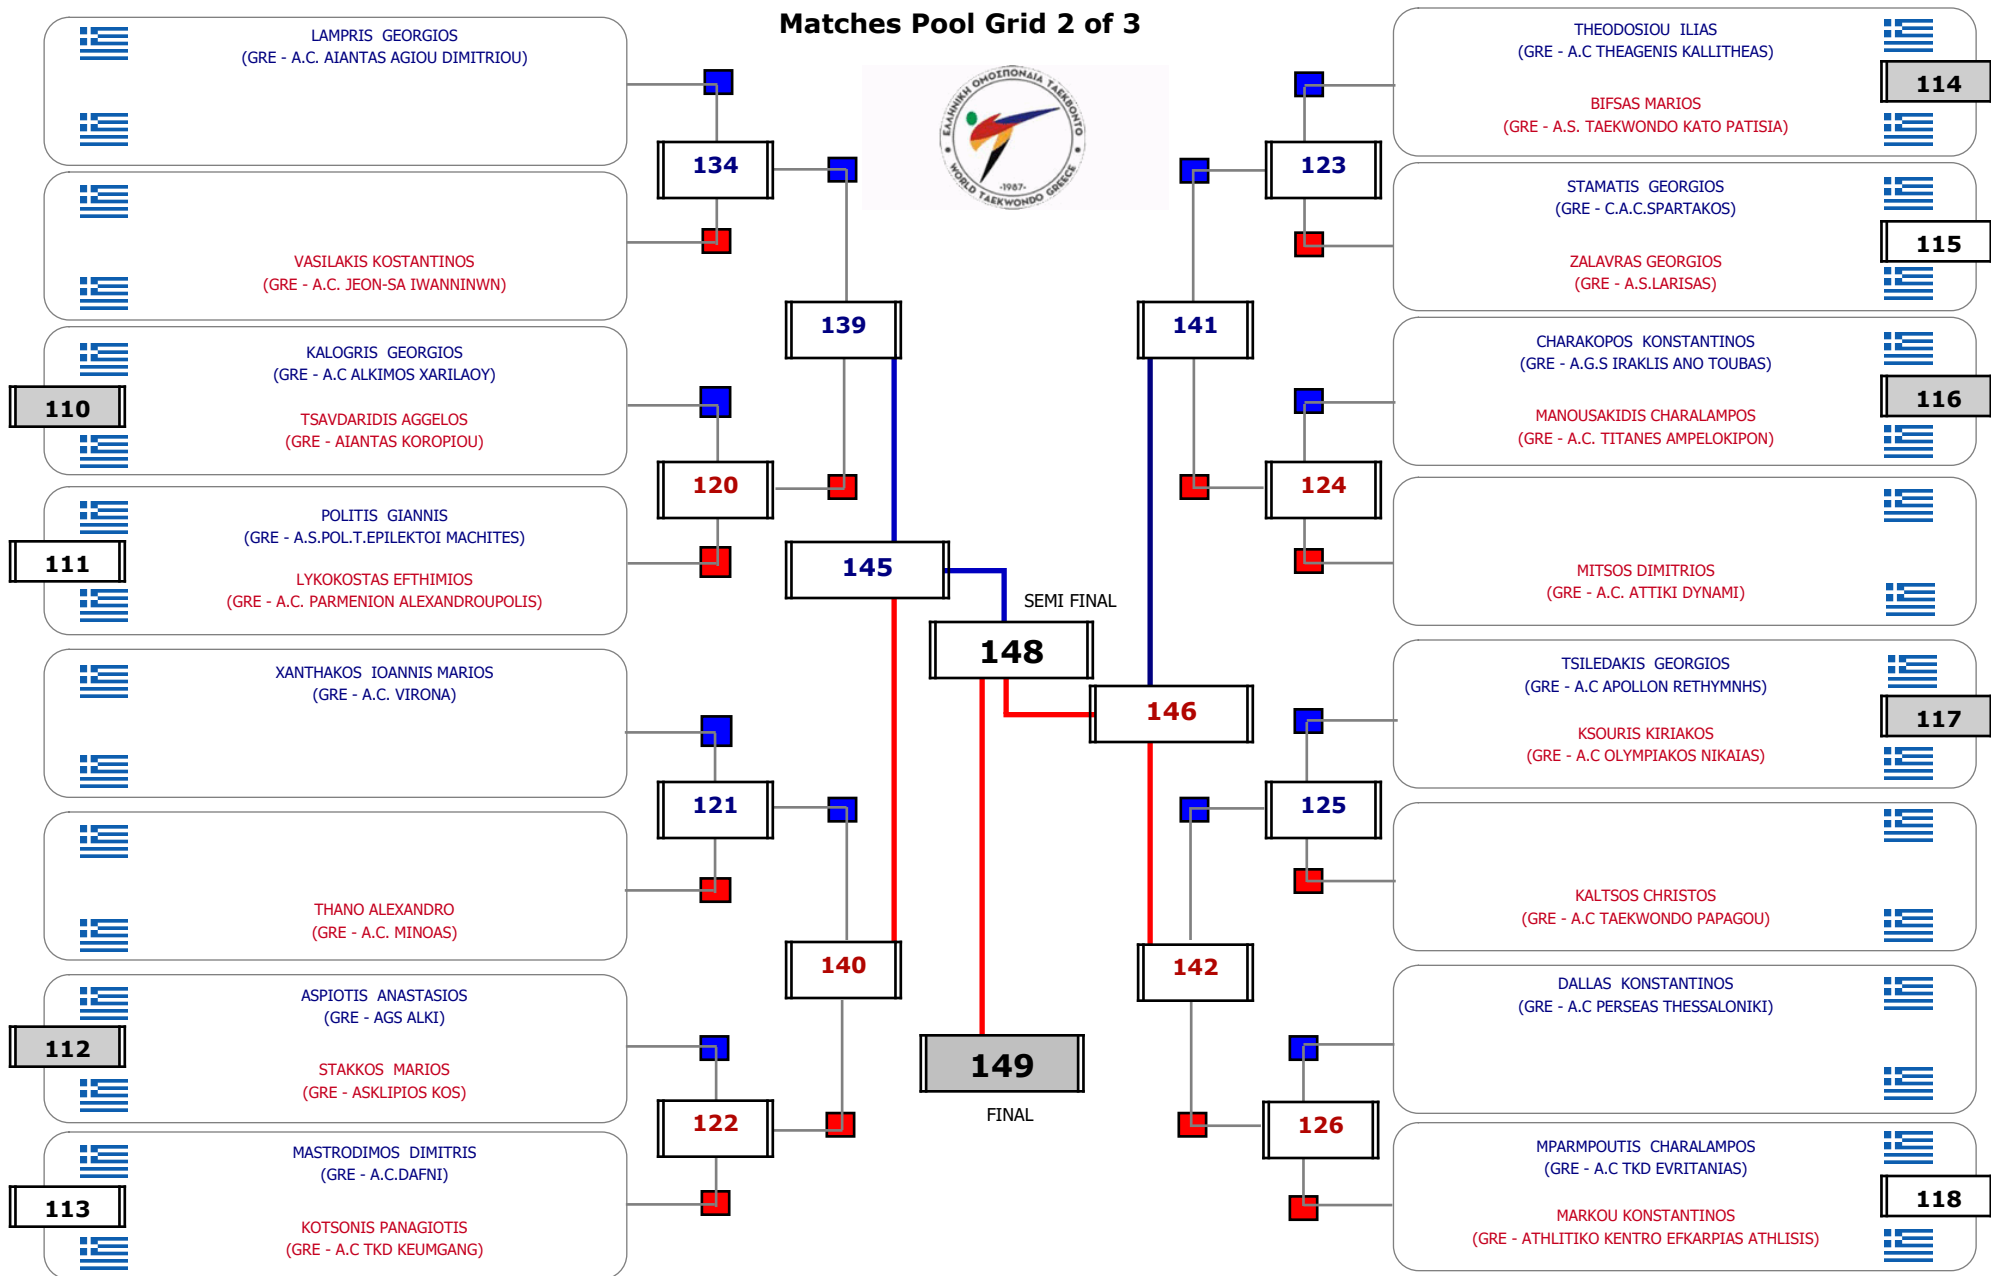 Matches Pool Grid 2 of 3
LAMPRIS GEORGIOS
(GRE - A.C. AIANTAS AGIOU DIMITRIOU)
VASILAKIS KOSTANTINOS
(GRE - A.C. JEON-SA IWANNINWN)
KALOGRIS GEORGIOS
(GRE - A.C ALKIMOS XARILAOY)
110
TSAVDARIDIS AGGELOS
(GRE - AIANTAS KOROPIOU)
POLITIS GIANNIS
(GRE - A.S.POL.T.EPILEKTOI MACHITES)
111
LYKOKOSTAS EFTHIMIOS
(GRE - A.C. PARMENION ALEXANDROUPOLIS)
XANTHAKOS IOANNIS MARIOS
(GRE - A.C. VIRONA)
THANO ALEXANDRO
(GRE - A.C. MINOAS)
ASPIOTIS ANASTASIOS
(GRE - AGS ALKI)
112
STAKKOS MARIOS
(GRE - ASKLIPIOS KOS)
MASTRODIMOS DIMITRIS
(GRE - A.C.DAFNI)
113
KOTSONIS PANAGIOTIS
(GRE - A.C TKD KEUMGANG)
134
120
121
122
139
140
145
ΕΛΛΗΝΙΚΗ ΟΜΟΣΠΟΝΔΙΑ ΤΑΕΚΒΟΝΤΟ
-1987-
WORLD TAEKWONDO GREECE
SEMI FINAL
148
146
149
FINAL
141
142
123
124
125
126
THEODOSIOU ILIAS
(GRE - A.C THEAGENIS KALLITHEAS)
114
BIFSAS MARIOS
(GRE - A.S. TAEKWONDO KATO PATISIA)
STAMATIS GEORGIOS
(GRE - C.A.C.SPARTAKOS)
115
ZALAVRAS GEORGIOS
(GRE - A.S.LARISAS)
CHARAKOPOS KONSTANTINOS
(GRE - A.G.S IRAKLIS ANO TOUBAS)
116
MANOUSAKIDIS CHARALAMPOS
(GRE - A.C. TITANES AMPELOKIPON)
MITSOS DIMITRIOS
(GRE - A.C. ATTIKI DYNAMI)
TSILEDAKIS GEORGIOS
(GRE - A.C APOLLON RETHYMNHS)
117
KSOURIS KIRIAKOS
(GRE - A.C OLYMPIAKOS NIKAIAS)
KALTSOS CHRISTOS
(GRE - A.C TAEKWONDO PAPAGOU)
DALLAS KONSTANTINOS
(GRE - A.C PERSEAS THESSALONIKI)
MPARMPOUTIS CHARALAMPOS
(GRE - A.C TKD EVRITANIAS)
118
MARKOU KONSTANTINOS
(GRE - ATHLITIKO KENTRO EFKARPIAS ATHLISIS)